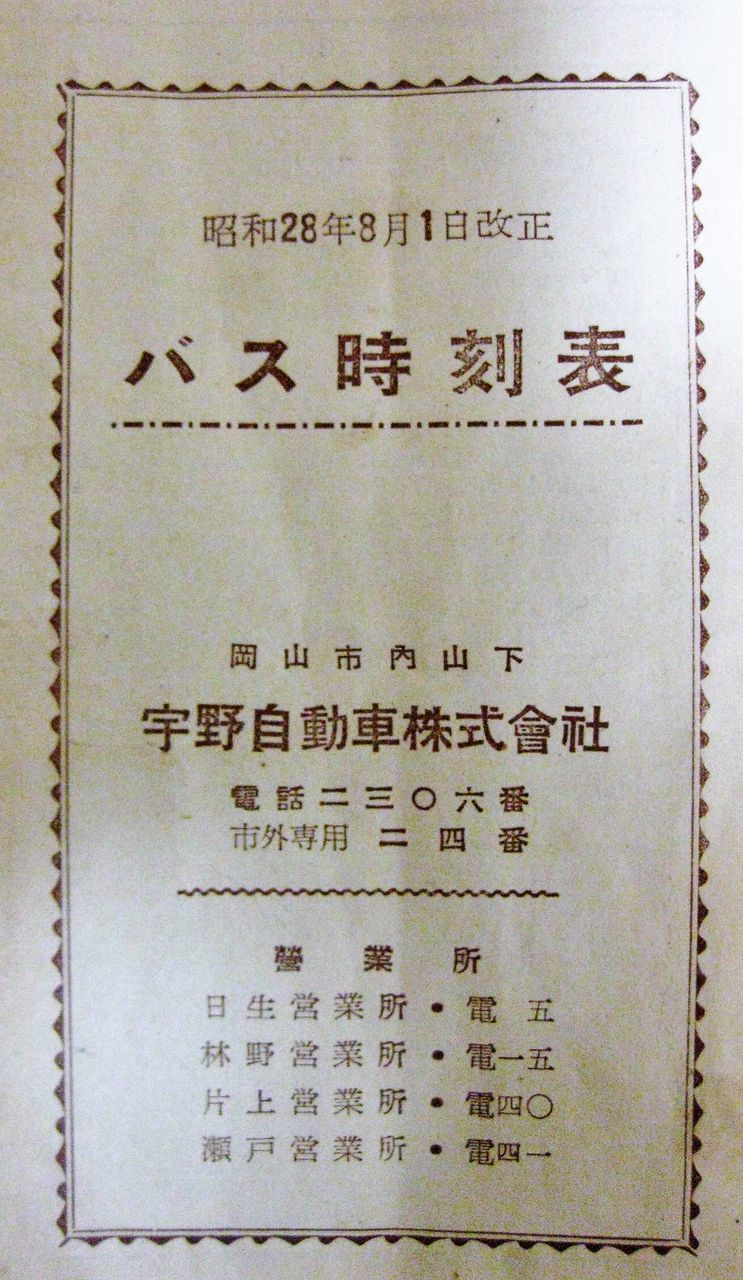 昭和28年8月1日改正
バス時刻表
岡山市內山下
宇野自動車株式會社
電話二三〇六番
市外専用 二四番
營業所
日生営業所・電 五
林野営業所・電一五
片上営業所・電四〇
瀬戸営業所・電四一